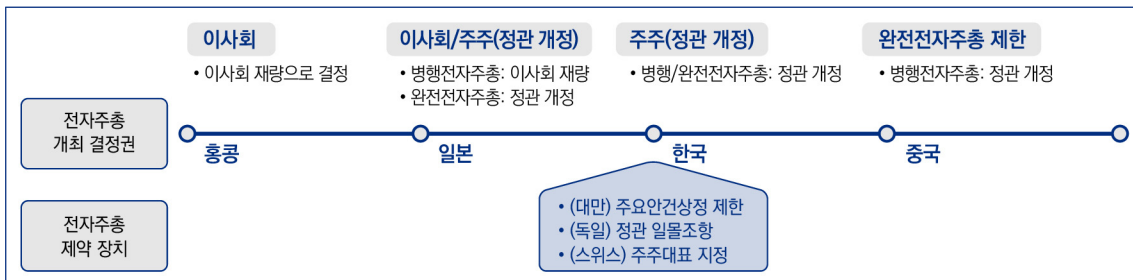 이사회
• 이사회 재량으로 결정
이사회/주주(정관 개정)
• 병행전자주총: 이사회 재량
• 완전전자주총: 정관 개정
주주(정관 개정)
• 병행/완전전자주총: 정관 개정
완전전자주총 제한
• 병행전자주총: 정관 개정
전자주총
개최 결정권
홍콩
일본
한국
중국
전자주총
제약 장치
• (대만) 주요안건상정 제한
• (독일) 정관 일몰조항
• (스위스) 주주대표 지정